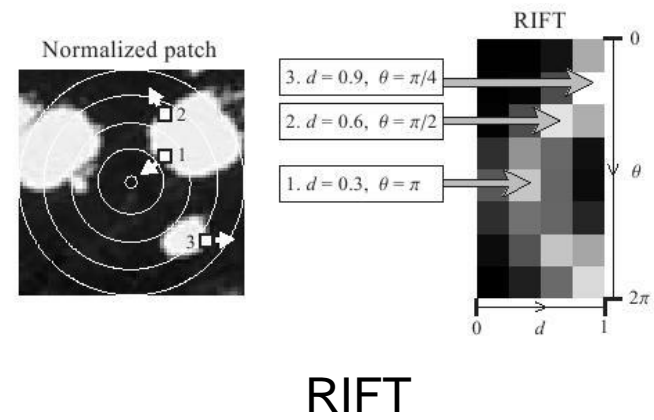 Normalized patch
1
2
3
3. d = 0.9, θ = π/4
2. d = 0.6, θ = π/2
1. d = 0.3, θ = π
RIFT
0
θ
2π
0
d
1
RIFT